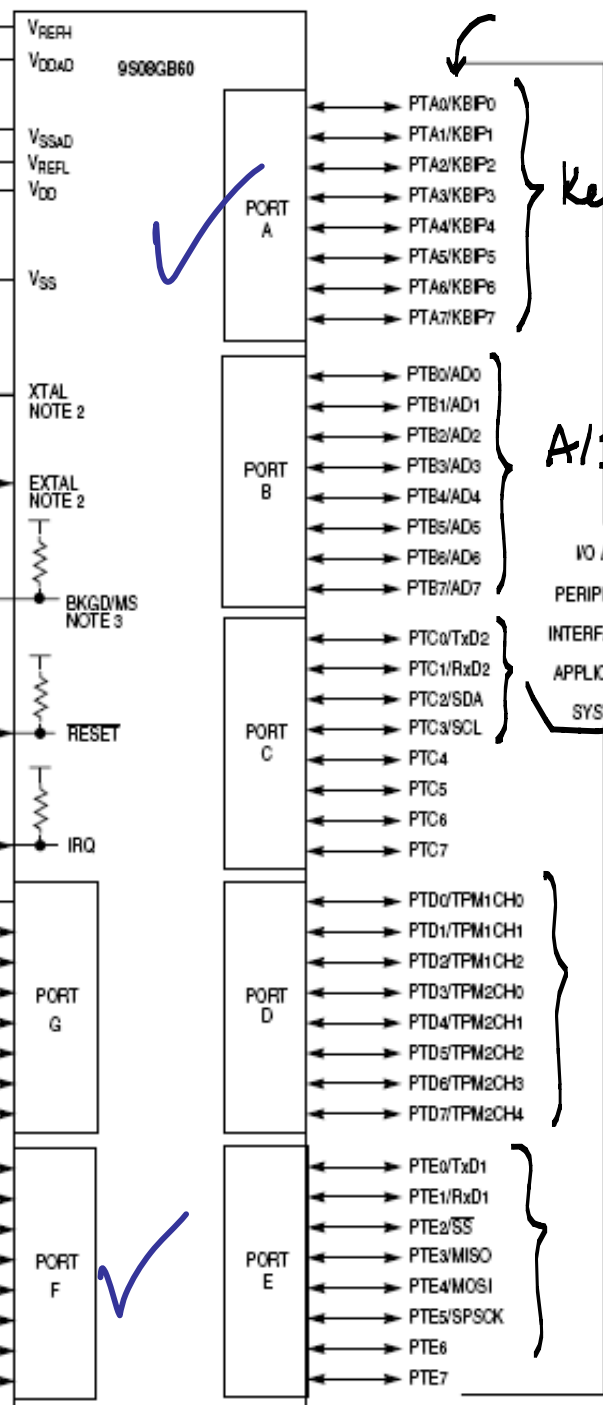 VREFH
VDDAD
9S08GB60
VSSAD
VREFL
VDD
VSS
XTAL
NOTE 2
EXTAL
NOTE 2
BKGD/MS
NOTE 3
RESET
IRQ
PORT
A
PTA0/KBIP0
PTA1/KBIP1
PTA2/KBIP2
PTA3/KBIP3
PTA4/KBIP4
PTA5/KBIP5
PTA6/KBIP6
PTA7/KBIP7
Ke
PORT
B
PTB0/AD0
PTB1/AD1
PTB2/AD2
PTB3/AD3
PTB4/AD4
PTB5/AD5
PTB6/AD6
PTB7/AD7
A/
I/O
PERIP
INTERF
APPLIC
SYS
PORT
C
PTC0/TxD2
PTC1/RxD2
PTC2/SDA
PTC3/SCL
PTC4
PTC5
PTC6
PTC7
PORT
G
PORT
D
PTD0/TPM1CH0
PTD1/TPM1CH1
PTD2/TPM1CH2
PTD3/TPM2CH0
PTD4/TPM2CH1
PTD5/TPM2CH2
PTD6/TPM2CH3
PTD7/TPM2CH4
PORT
F
PORT
E
PTE0/TxD1
PTE1/RxD1
PTE2/SS
PTE3/MISO
PTE4/MOSI
PTE5/SPSCK
PTE6
PTE7